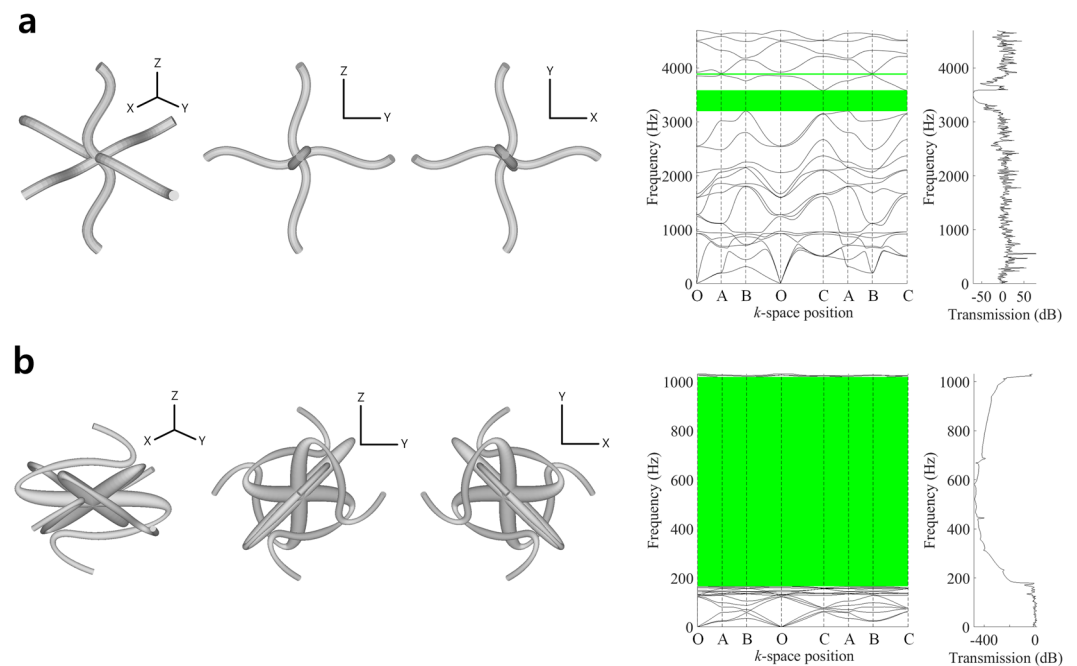 a
Z
X
Y
Z
Y
Y
X
Frequency (Hz)
4000
3000
2000
1000
0
O A B O C A B C
k-space position
Frequency (Hz)
4000
3000
2000
1000
0
-50 0 50
Transmission (dB)
b
Z
X
Y
Z
Y
Y
X
Frequency (Hz)
1000
800
600
400
200
0
O A B O C A B C
k-space position
Frequency (Hz)
1000
800
600
400
200
0
-400 0
Transmission (dB)